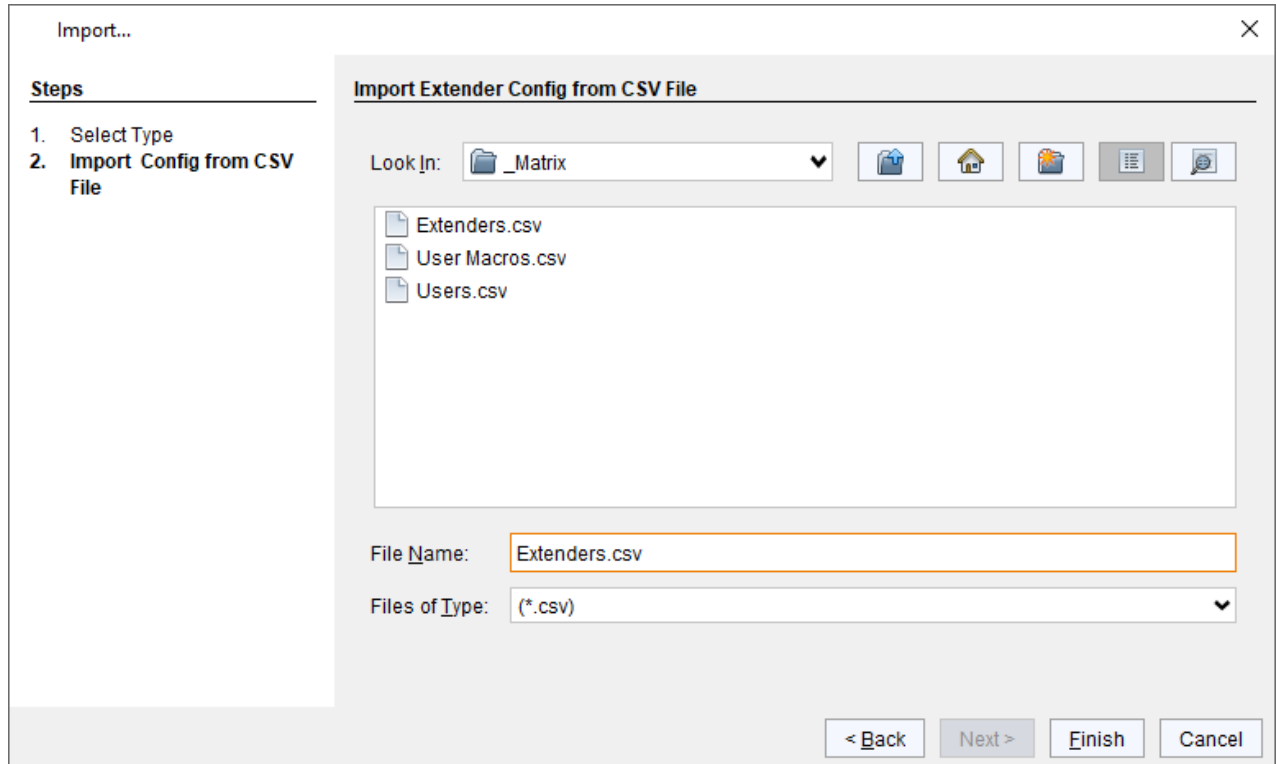 Import...
Steps
1. Select Type
2. Import Config from CSV
File
Import Extender Config from CSV File
Look In: _Matrix
Extenders.csv
User Macros.csv
Users.csv
File Name: Extenders.csv
Files of Type: (*.csv)
< Back Next > Finish Cancel